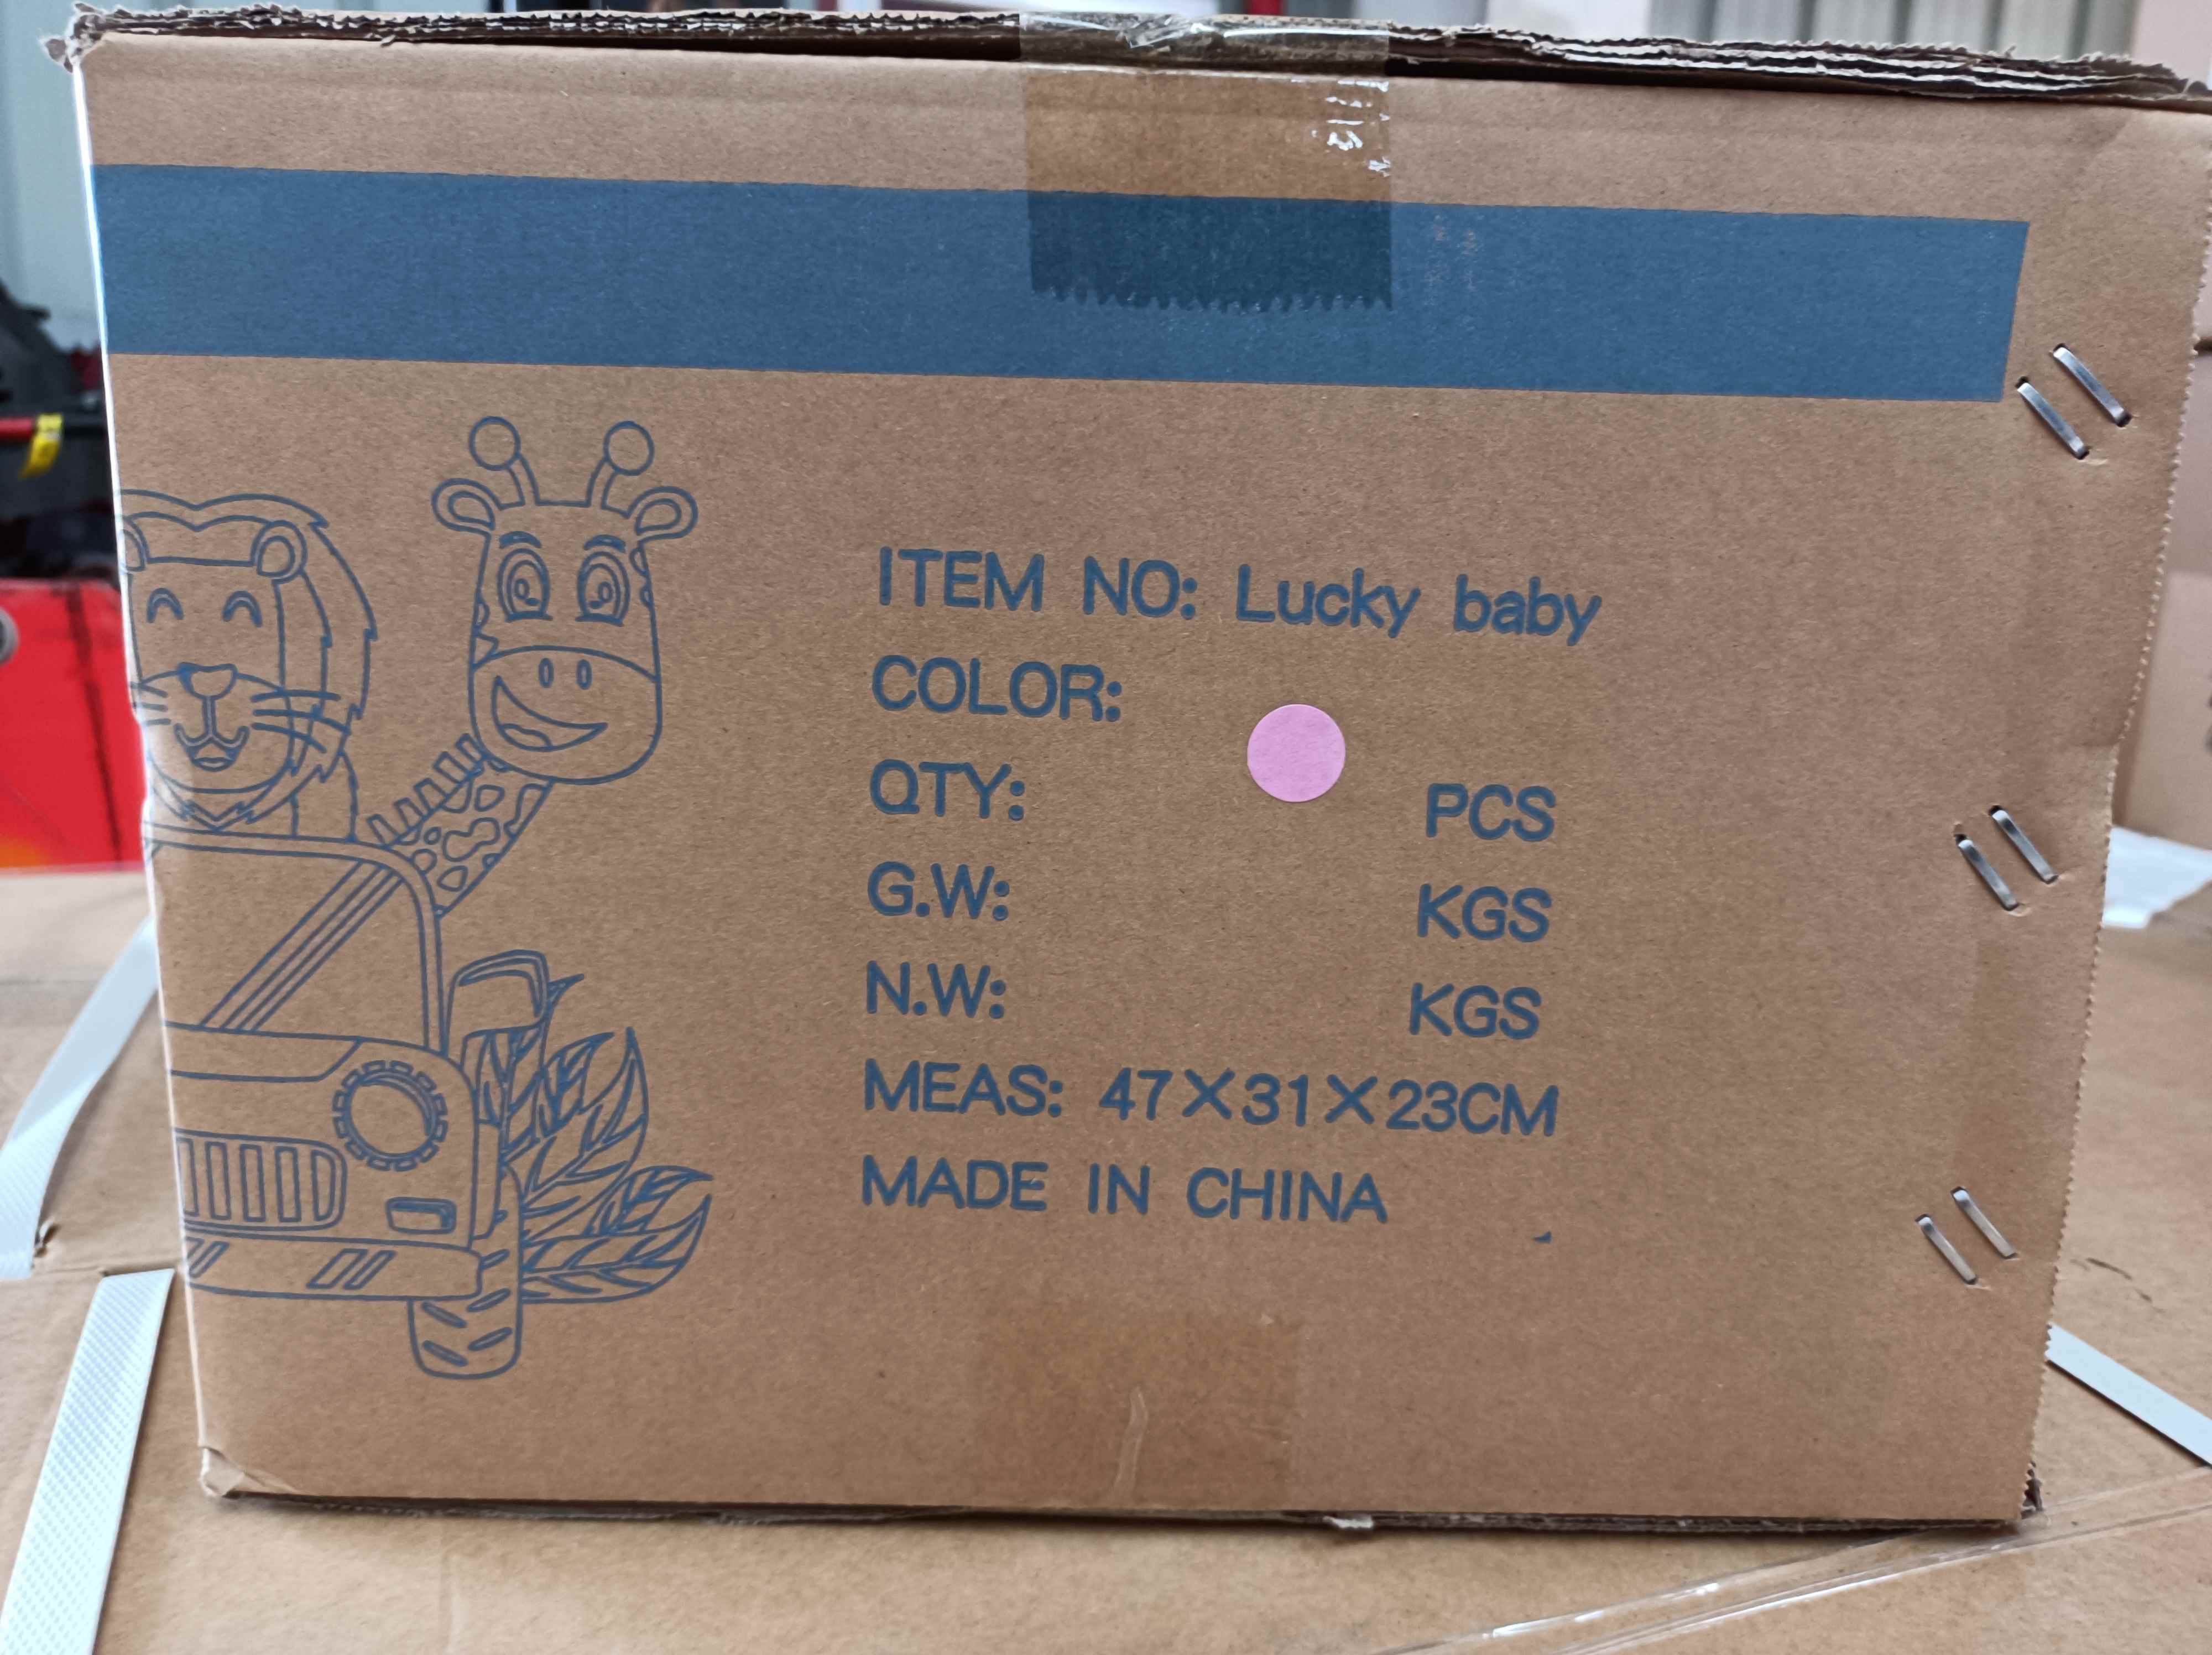 ITEM NO: Lucky baby
COLOR:
QTY: PCS
G.W: KGS
N.W: KGS
MEAS: 47X31X23CM
MADE IN CHINA